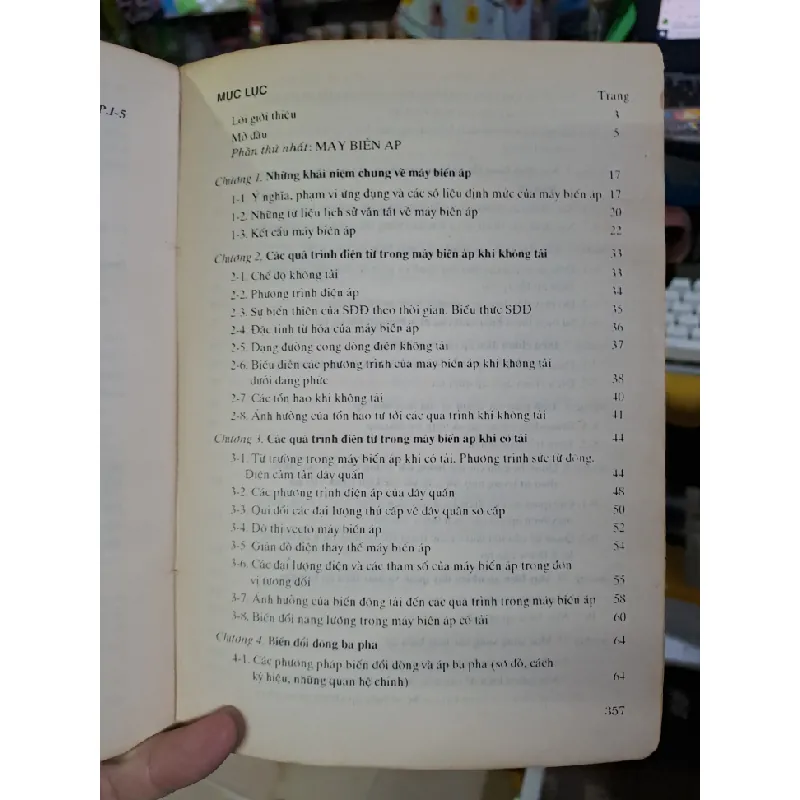 P.1-5
MỤC LỤC
Trang
Lời giới thiệu 3
Mở đầu 5
Phần thứ nhất: MÁY BIẾN ÁP
Chương 1. Những khái niệm chung về máy biến áp 17
1-1. Ý nghĩa, phạm vi ứng dụng và các số liệu định mức của máy biến áp 17
1-2. Những tư liệu lịch sử vắn tắt về máy biến áp 20
1-3. Kết cấu máy biến áp 22
Chương 2. Các quá trình điện từ trong máy biến áp khi không tải 33
2-1. Chế độ không tải 33
2-2. Phương trình điện áp 34
2-3. Sự biến thiên của SĐĐ theo thời gian. Biểu thức SĐĐ 35
2-4. Đặc tính từ hóa của máy biến áp 36
2-5. Dạng đường cong dòng điện không tải 37
2-6. Biểu diễn các phương trình của máy biến áp khi không tải
dưới dạng phức 38
2-7. Các tổn hao khi không tải 40
2-8. Ảnh hưởng của tổn hao từ tới các quá trình khi không tải 41
Chương 3. Các quá trình điện từ trong máy biến áp khi có tải 44
3-1. Từ trường trong máy biến áp khi có tải. Phương trình sức từ động.
Điện cảm tản dây quấn 44
3-2. Các phương trình điện áp của dây quấn 48
3-3. Qui đổi các đại lượng thứ cấp về dây quấn sơ cấp 50
3-4. Đồ thị vectơ máy biến áp 52
3-5. Giản đồ điện thay thế máy biến áp 54
3-6. Các đại lượng điện và các tham số của máy biến áp trong đơn
vị tương đối 55
3-7. Ảnh hưởng của biến động tải đến các quá trình trong máy biến áp 58
3-8. Biến đổi năng lượng trong máy biến áp có tải 60
Chương 4. Biến đổi dòng ba pha 64
4-1. Các phương pháp biến đổi dòng và áp ba pha (sơ đồ, cách
ký hiệu, những quan hệ chính) 64
357